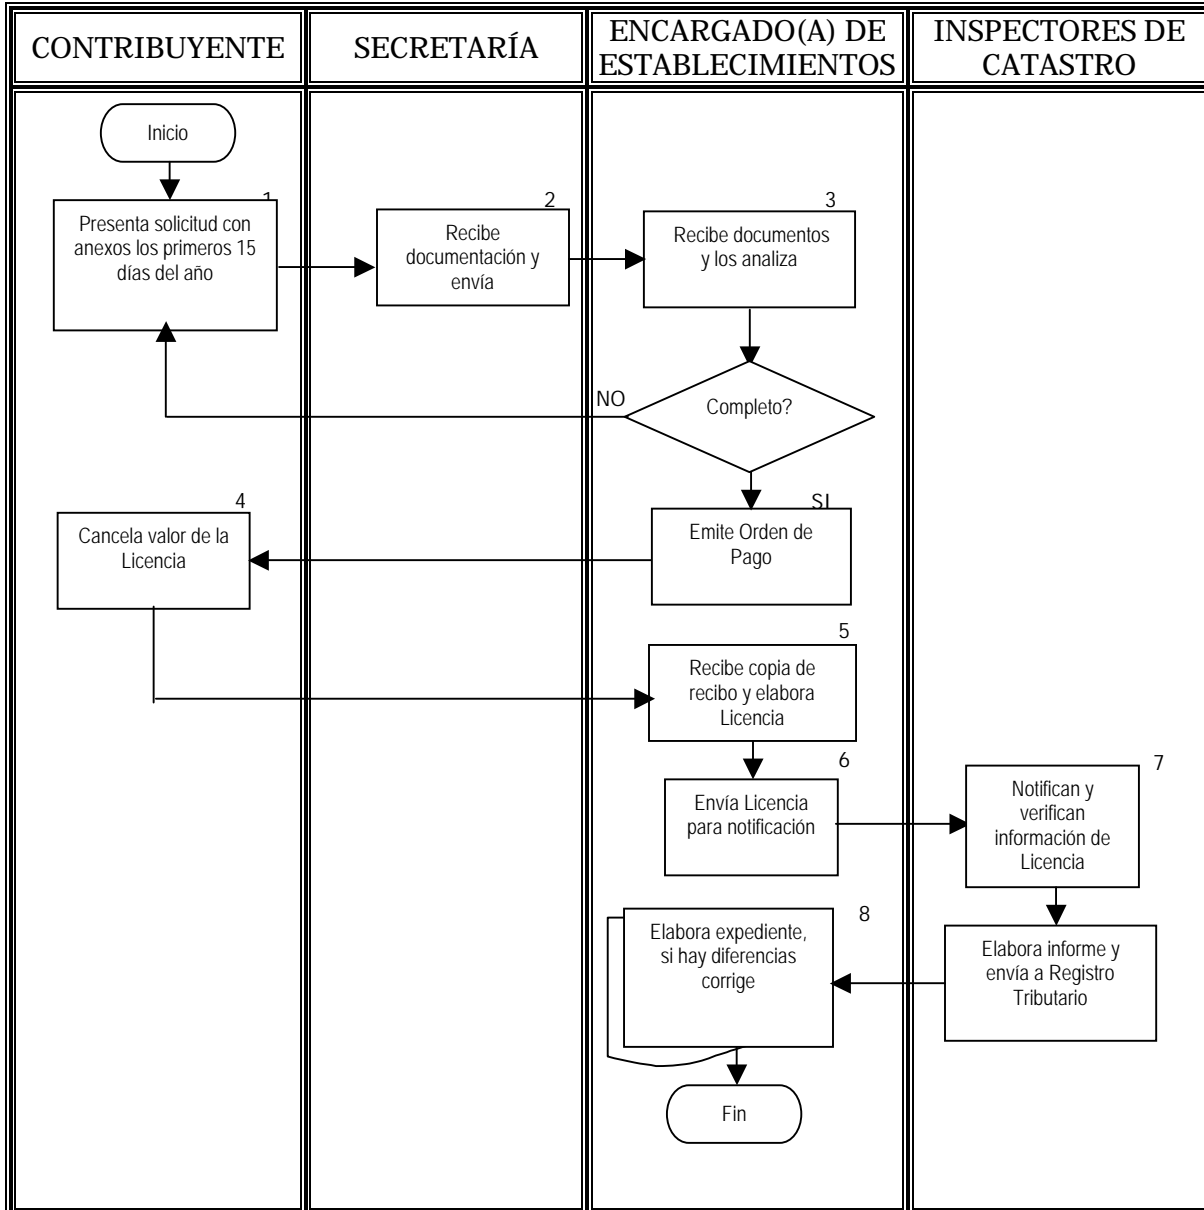 CONTRIBUYENTE
SECRETARÍA
ENCARGADO(A) DE
ESTABLECIMIENTOS
INSPECTORES DE
CATASTRO
Inicio
1
Presenta solicitud con
anexos los primeros 15
días del año
2
Recibe
documentación y
envía
3
Recibe documentos
y los analiza
NO
Completo?
SI
4
Cancela valor de la
Licencia
Emite Orden de
Pago
5
Recibe copia de
recibo y elabora
Licencia
6
Envía Licencia
para notificación
7
Notifican y
verifican
información de
Licencia
8
Elabora expediente,
si hay diferencias
corrige
Elabora informe y
envía a Registro
Tributario
Fin